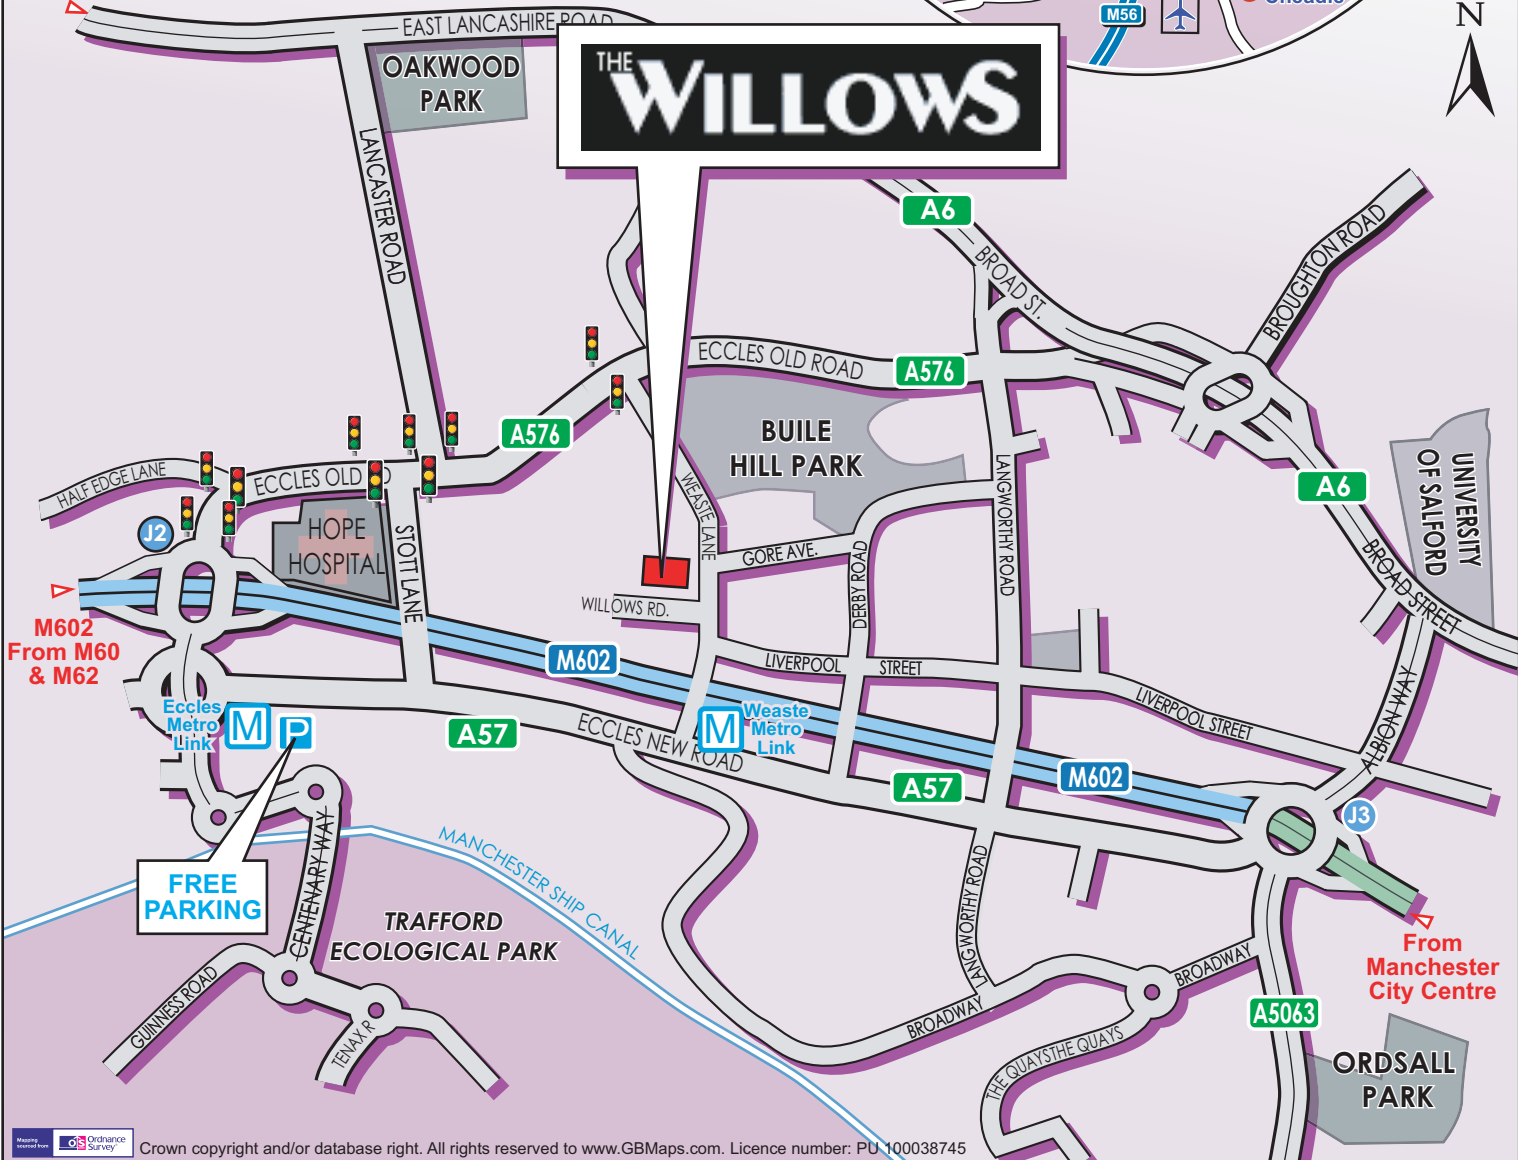 M56
N
EAST LANCASHIRE ROAD
OAKWOOD
PARK
THE
WILLOWS
LANCASTER ROAD
A6
BROAD ST.
BROUGHTON ROAD
ECCLES OLD ROAD
A576
A576
BUILE
HILL PARK
HALF EDGE LANE
ECCLES OLD
LANGWORTHY ROAD
A6
UNIVERSITY
OF SALFORD
WEASTE LANE
J2
HOPE
HOSPITAL
STOTT LANE
GORE AVE.
DERBY ROAD
BROAD STREET
WILLOWS RD.
M602
From M60
& M62
M602
LIVERPOOL STREET
LIVERPOOL STREET
ALBION WAY
Eccles
Metro
Link
M
P
A57
ECCLES NEW ROAD
M
Weaste
Metro
Link
A57
M602
J3
MANCHESTER SHIP CANAL
FREE
PARKING
CENTENARY WAY
TRAFFORD
ECOLOGICAL PARK
LANGWORTHY ROAD
From
Manchester
City Centre
GUINNESS ROAD
TENAX R
BROADWAY
BROADWAY
A5063
THE QUAYS
THE QUAYS
ORDSALL
PARK
Mapping
sourced from
OS
Ordnance
Survey
Crown copyright and/or database right. All rights reserved to www.GBMaps.com. Licence number: PU 100038745